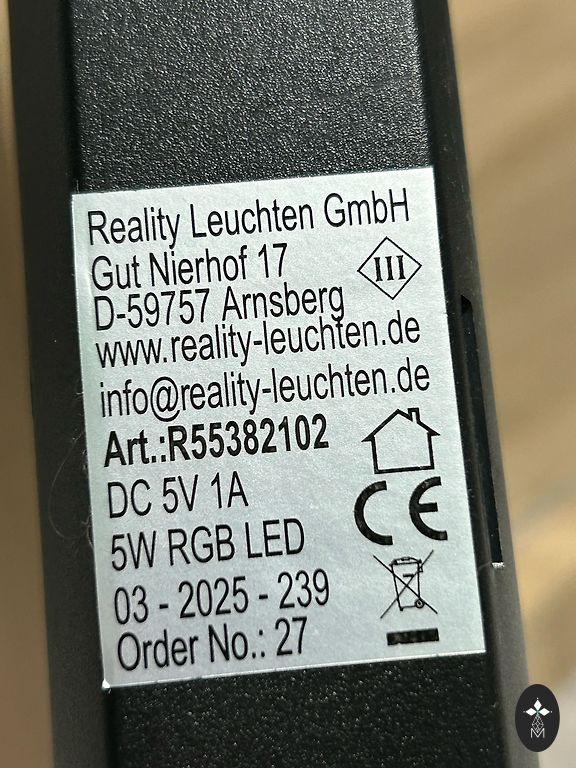 Reality Leuchten GmbH
Gut Nierhof 17
III
D-59757 Arnsberg
www.reality-leuchten.de
info@reality-leuchten.de
Art.:R55382102
DC 5V 1A
CE
5W RGB LED
03 - 2025 - 239
Order No.: 27
M